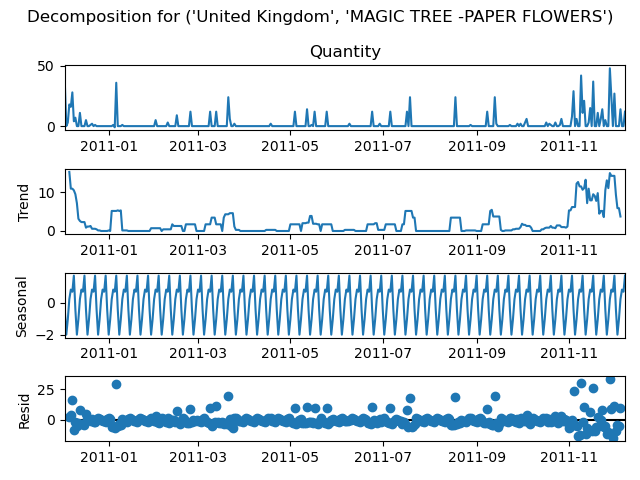 Decomposition for ('United Kingdom', 'MAGIC TREE -PAPER FLOWERS')
Quantity
50
0
2011-01 2011-03 2011-05 2011-07 2011-09 2011-11
Trend
10
0
2011-01 2011-03 2011-05 2011-07 2011-09 2011-11
Seasonal
0
−2
2011-01 2011-03 2011-05 2011-07 2011-09 2011-11
Resid
25
0
2011-01 2011-03 2011-05 2011-07 2011-09 2011-11